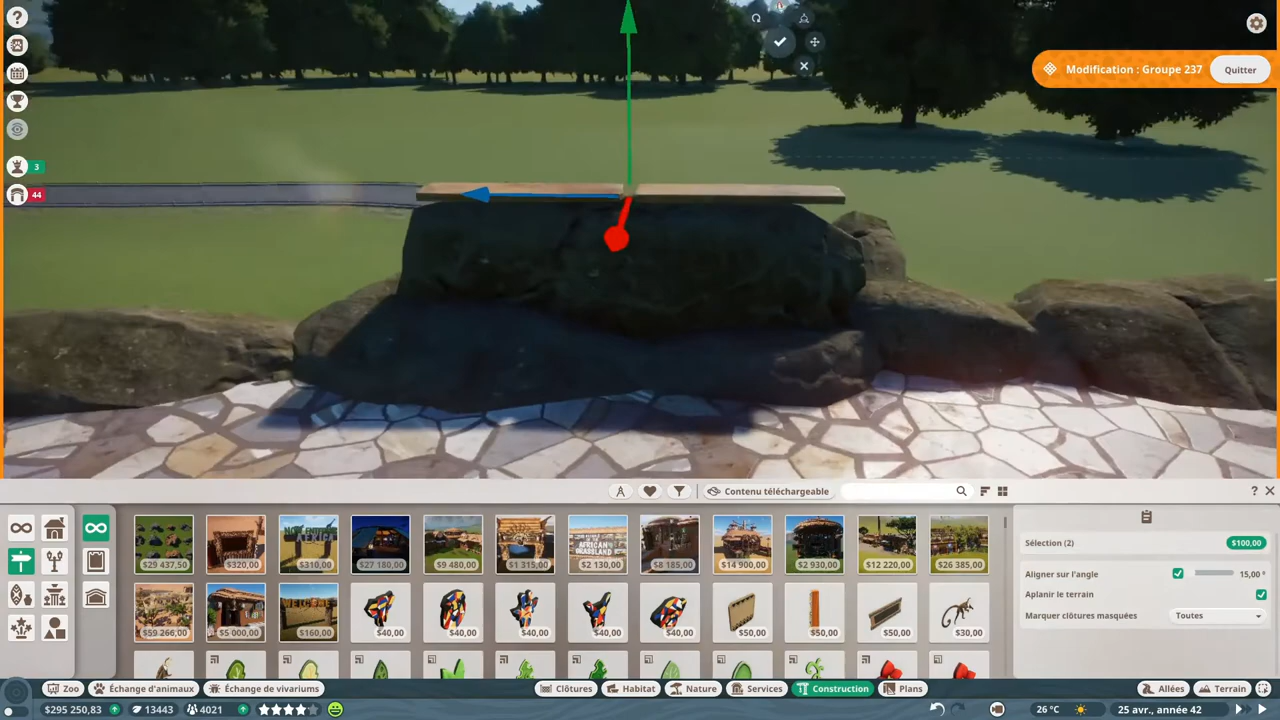 ?
Modification : Groupe 237
Quitter
3
44
Contenu téléchargeable
?
Sélection (2)
$100,00
Aligner sur l'angle
15,00 °
Aplanir le terrain
Marquer clôtures masquées
Toutes
$29 437,50
$320,00
$310,00
$27 180,00
$9 480,00
$1 315,00
$2 130,00
$8 185,00
$14 900,00
$2 930,00
$12 220,00
$26 385,00
AFRICAN
GRASSLAND
AFRICA
$59 266,00
$5 000,00
$160,00
$40,00
$40,00
$40,00
$40,00
$40,00
$50,00
$50,00
$50,00
$30,00
WELCOME
Zoo
Échange d'animaux
Échange de vivariums
Clôtures
Habitat
Nature
Services
Construction
Plans
Allées
Terrain
$295 250,83
13443
4021
26 °C
25 avr., année 42